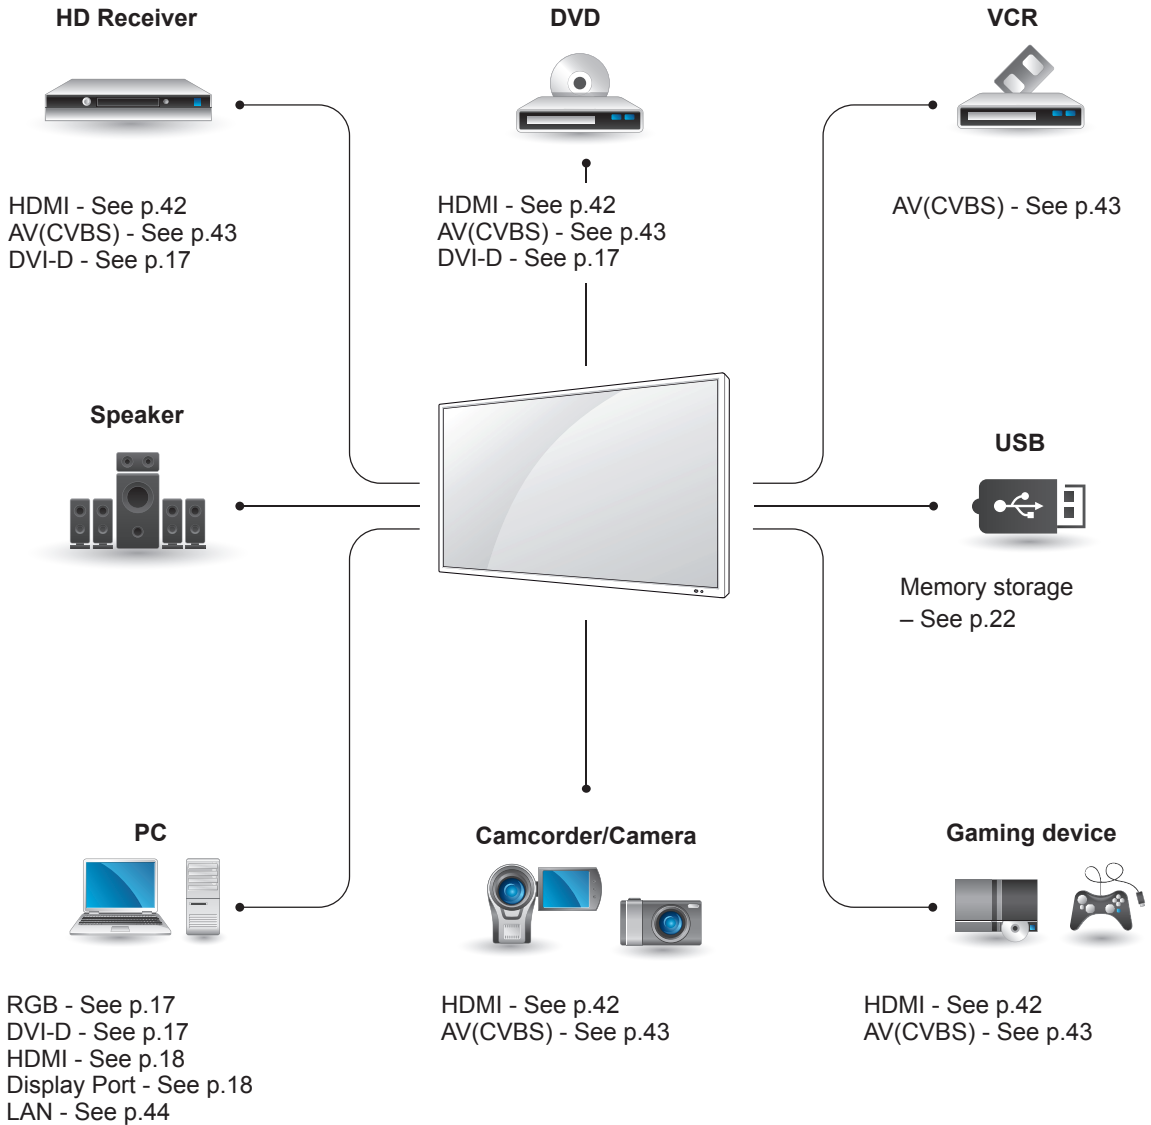 HD Receiver
HDMI - See p.42
AV(CVBS) - See p.43
DVI-D - See p.17
DVD
HDMI - See p.42
AV(CVBS) - See p.43
DVI-D - See p.17
VCR
AV(CVBS) - See p.43
Speaker
USB
Memory storage
– See p.22
PC
RGB - See p.17
DVI-D - See p.17
HDMI - See p.18
Display Port - See p.18
LAN - See p.44
Camcorder/Camera
HDMI - See p.42
AV(CVBS) - See p.43
Gaming device
HDMI - See p.42
AV(CVBS) - See p.43